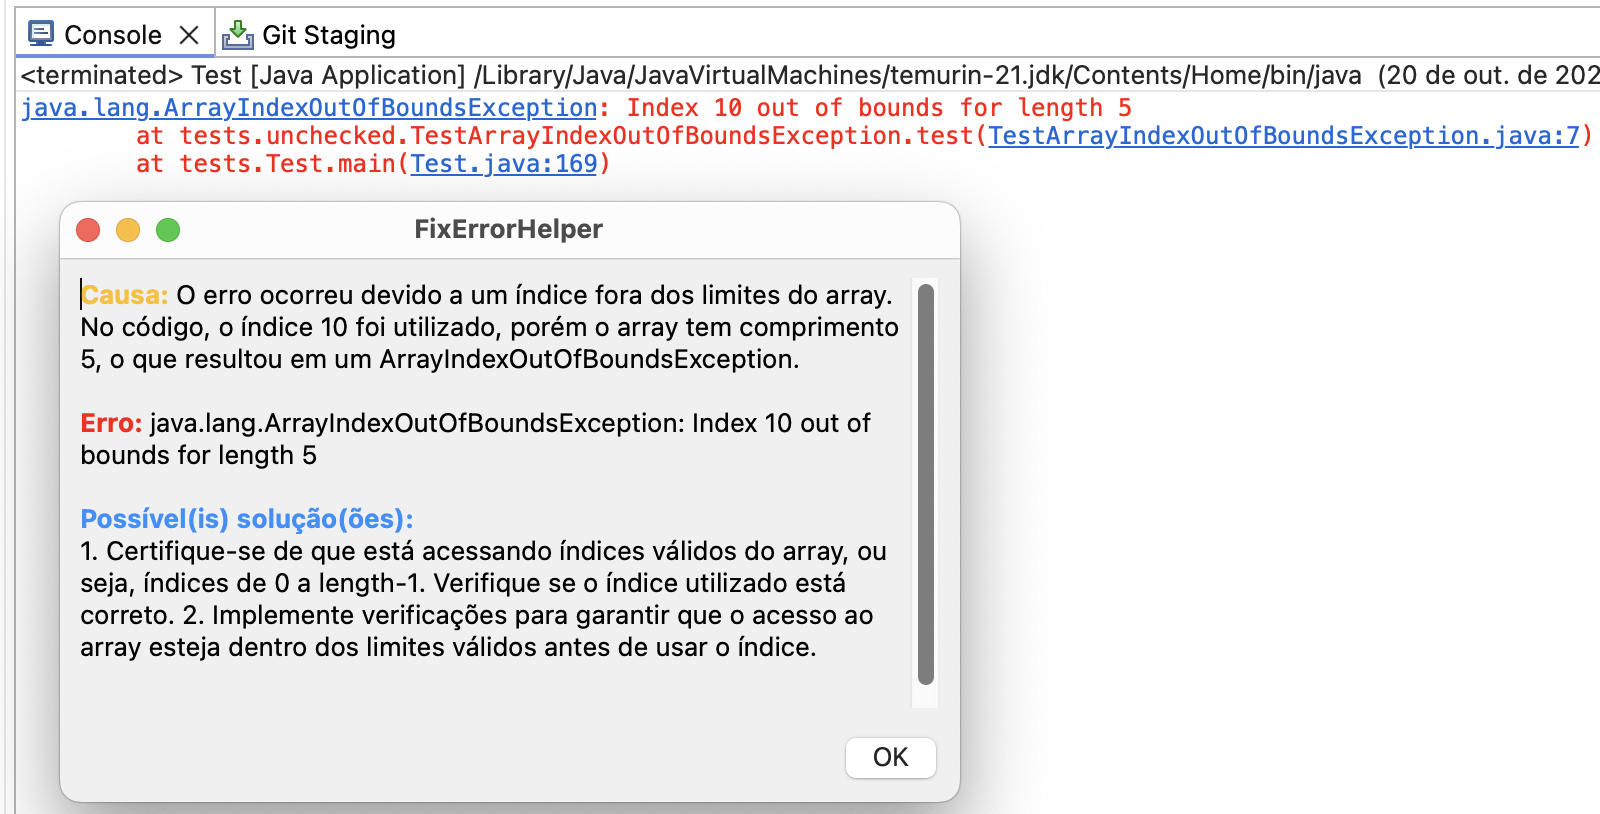 Console
Git Staging
<terminated> Test [Java Application] /Library/Java/JavaVirtualMachines/temurin-21.jdk/Contents/Home/bin/java (20 de out. de 202
java.lang.ArrayIndexOutOfBoundsException: Index 10 out of bounds for length 5
at tests.unchecked.TestArrayIndexOutOfBoundsException.test(TestArrayIndexOutOfBoundsException.java:7)
at tests.Test.main(Test.java:169)
FixErrorHelper
Causa: O erro ocorreu devido a um índice fora dos limites do array.
No código, o índice 10 foi utilizado, porém o array tem comprimento
5, o que resultou em um ArrayIndexOutOfBoundsException.
Erro: java.lang.ArrayIndexOutOfBoundsException: Index 10 out of
bounds for length 5
Possível(is) solução(ões):
1. Certifique-se de que está acessando índices válidos do array, ou
seja, índices de 0 a length-1. Verifique se o índice utilizado está
correto. 2. Implemente verificações para garantir que o acesso ao
array esteja dentro dos limites válidos antes de usar o índice.
OK